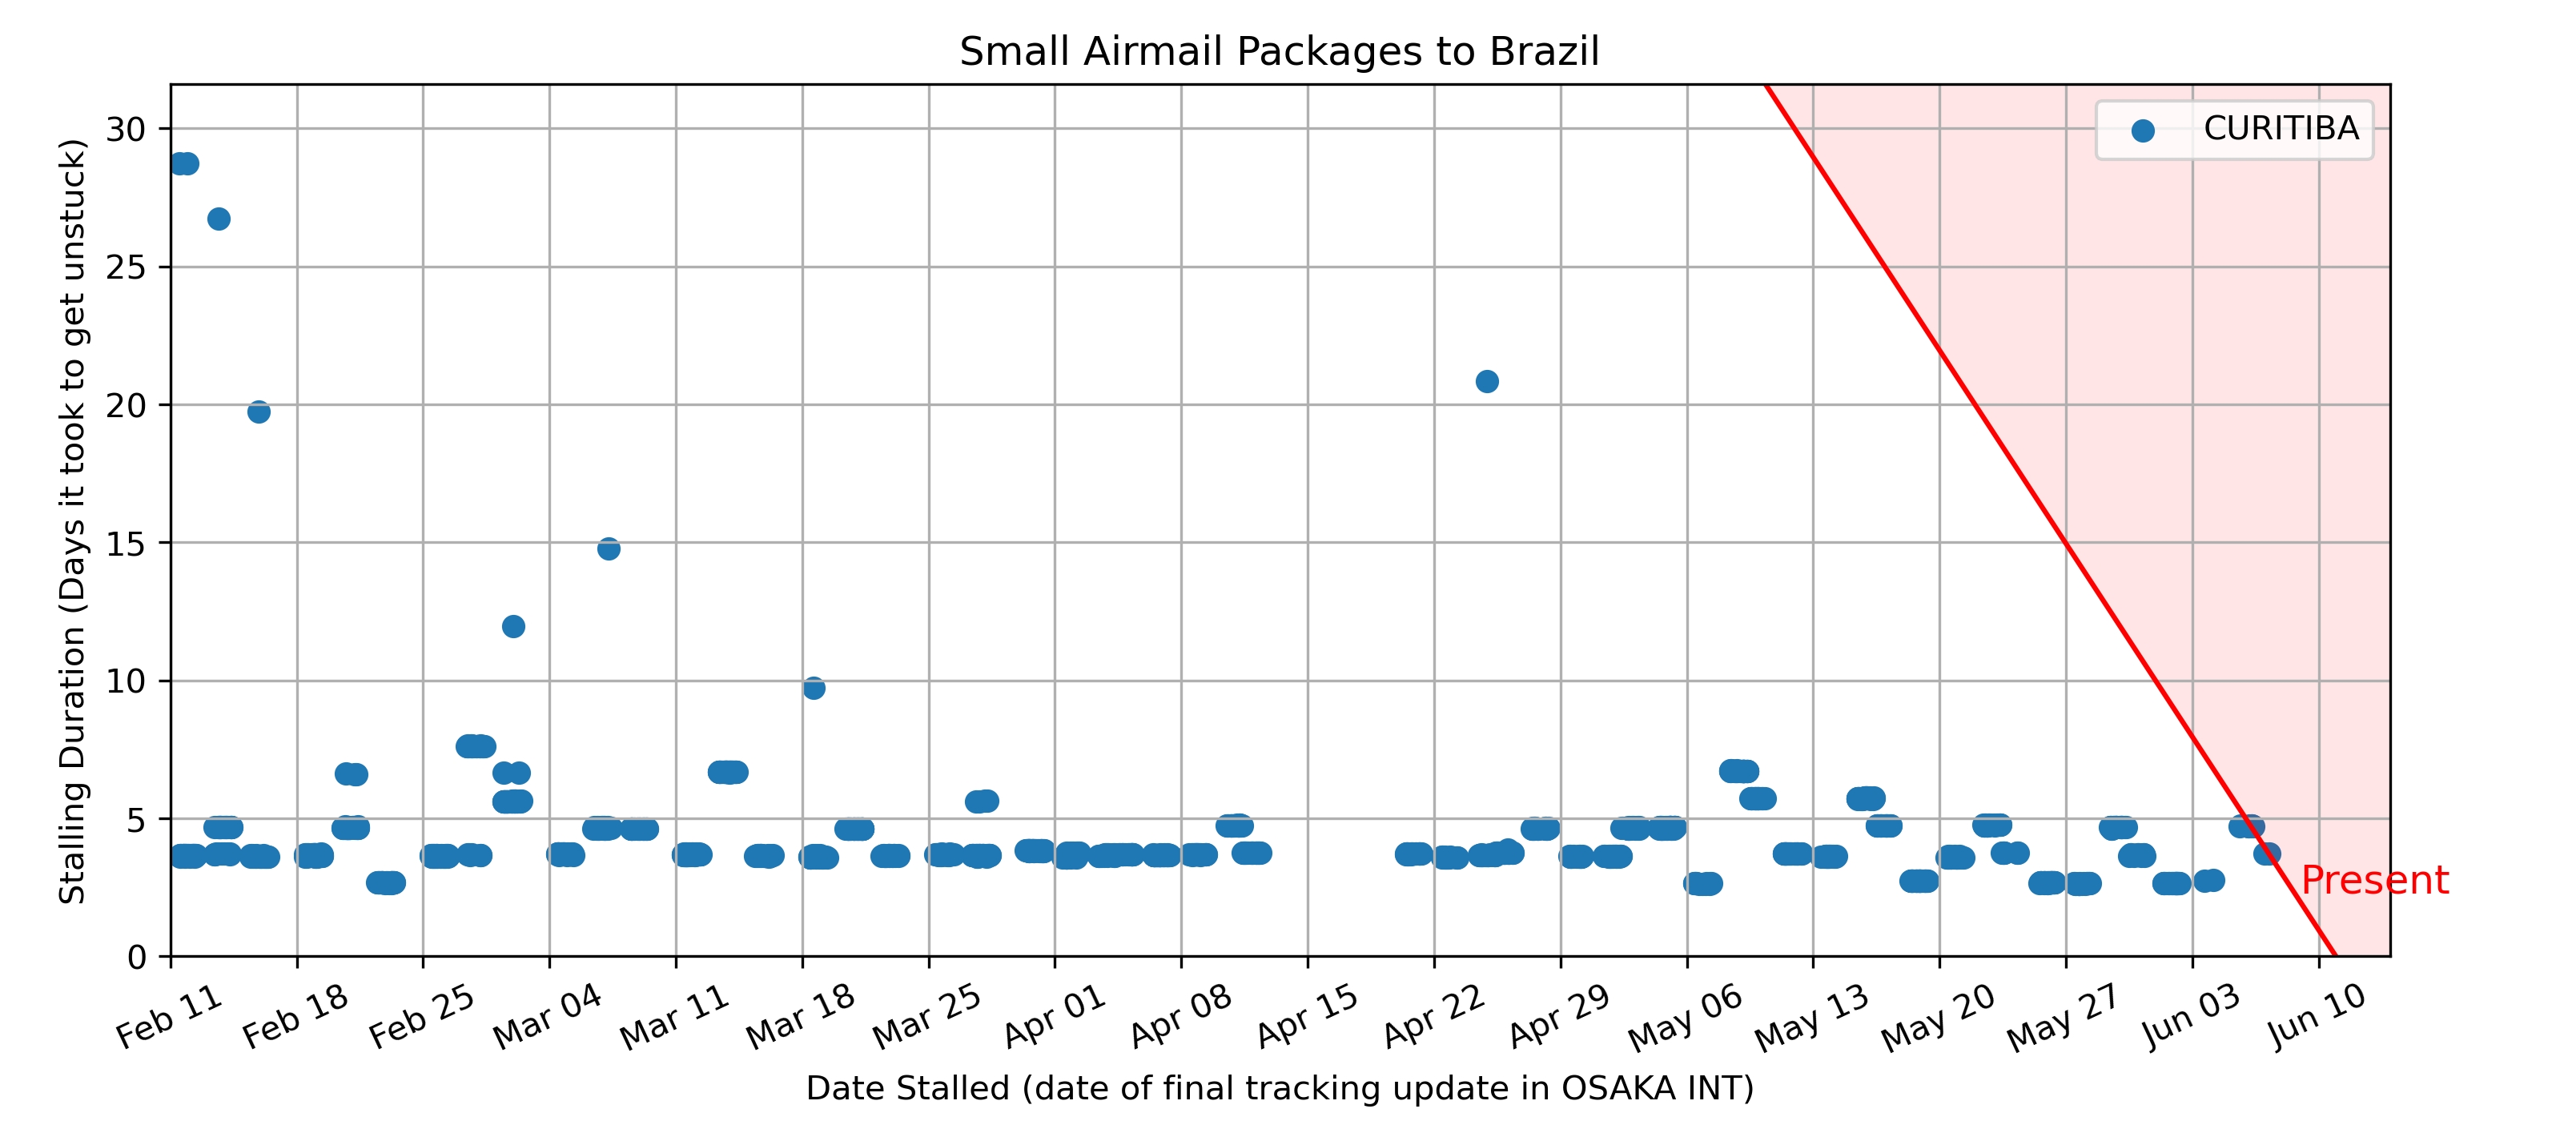 Small Airmail Packages to Brazil
CURITIBA
Stalling Duration (Days it took to get unstuck)
30
25
20
15
10
5
0
Present
Feb 11
Feb 18
Feb 25
Mar 04
Mar 11
Mar 18
Mar 25
Apr 01
Apr 08
Apr 15
Apr 22
Apr 29
May 06
May 13
May 20
May 27
Jun 03
Jun 10
Date Stalled (date of final tracking update in OSAKA INT)